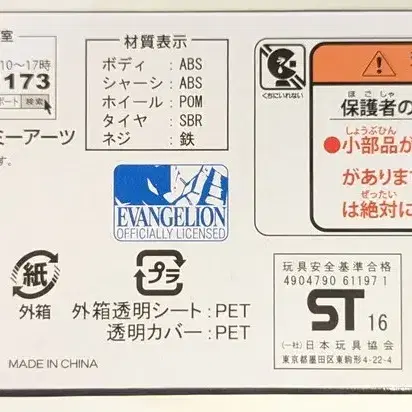 室
10～17時
1173
ポート 検索
ミーアーツ
す。
材質表示
ボディ：ABS
シャーシ：ABS
ホイール：POM
タイヤ：SBR
ネジ：鉄
くちにいれない
保護者の
ほごしゃ
●小部品が
しょうぶひん
があります
は絶対に
ぜったい
EVANGELION
OFFICIALLY LICENSED
紙
外箱
プラ
外箱透明シート：PET
透明カバー：PET
MADE IN CHINA
玩具安全基準合格
4904790 61197 1
ST 16
(一社)日本玩具協会
東京都墨田区東駒形4-22-4